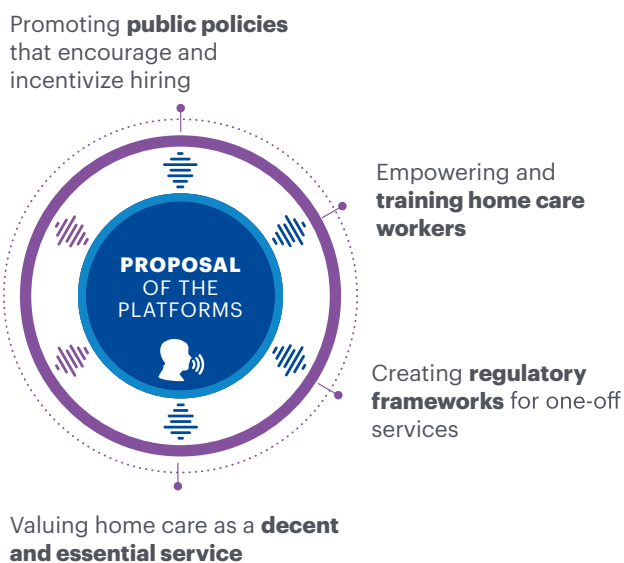 Promoting public policies
that encourage and
incentivize hiring
Empowering and
training home care
workers
PROPOSAL
OF THE
PLATFORMS
Creating regulatory
frameworks for one-off
services
Valuing home care as a decent
and essential service